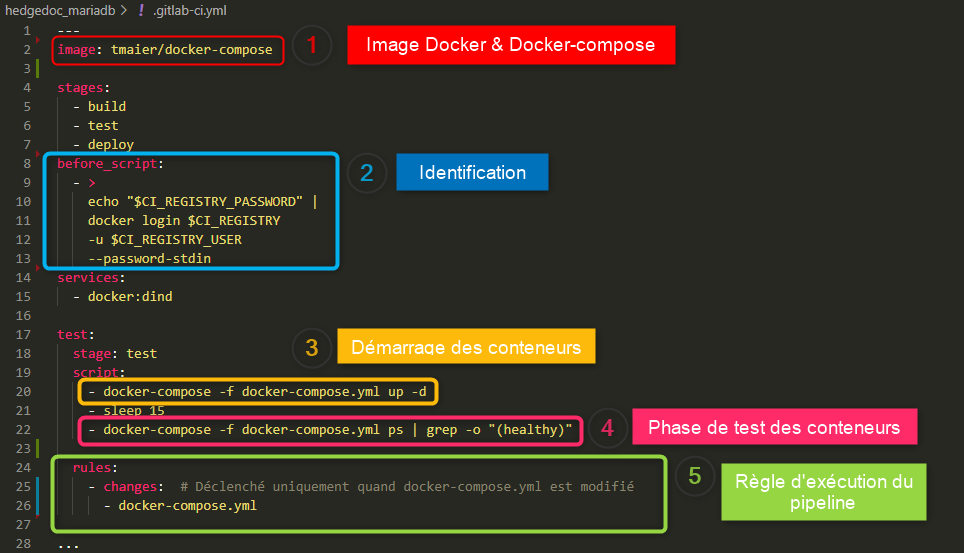 hedgedoc_mariadb > ! .gitlab-ci.yml
1 ---
2 image: tmaier/docker-compose
1 Image Docker & Docker-compose
3
4 stages:
5 - build
6 - test
7 - deploy
8 before_script:
2 Identification
9 - >
10 echo "$CI_REGISTRY_PASSWORD" |
11 docker login $CI_REGISTRY
12 -u $CI_REGISTRY_USER
13 --password-stdin
14 services:
15 - docker:dind
16
17 test:
3 Démarrage des conteneurs
18 stage: test
19 script:
20 - docker-compose -f docker-compose.yml up -d
21 - sleep 15
22 - docker-compose -f docker-compose.yml ps | grep -o "(healthy)"
4 Phase de test des conteneurs
23
24 rules:
5 Règle d'exécution du
pipeline
25 - changes: # Déclenché uniquement quand docker-compose.yml est modifié
26 - docker-compose.yml
27
28 ...